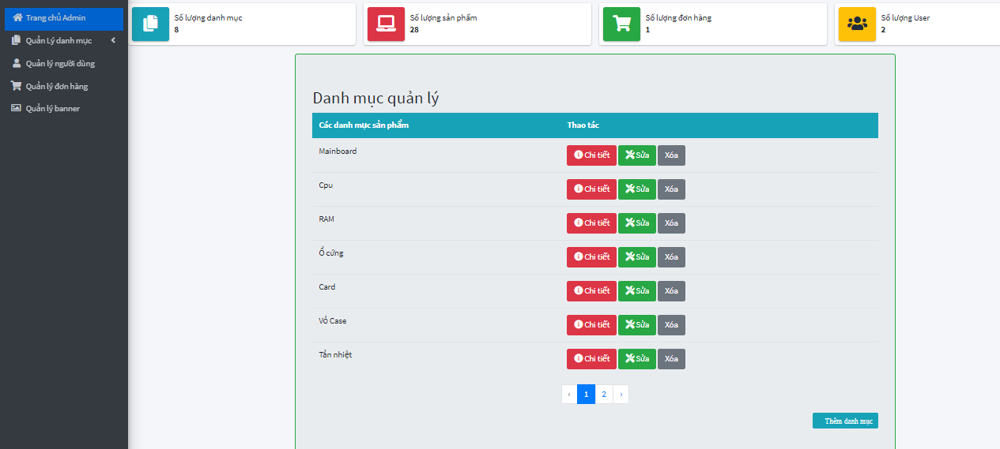 Trang chủ Admin
Quản Lý danh mục
Quản lý người dùng
Quản lý đơn hàng
Quản lý banner
Số lượng danh mục
8
Số lượng sản phẩm
28
Số lượng đơn hàng
1
Số lượng User
2
Danh mục quản lý
Các danh mục sản phẩm Thao tác
Mainboard Chi tiết Sửa Xóa
Cpu Chi tiết Sửa Xóa
RAM Chi tiết Sửa Xóa
Ổ cứng Chi tiết Sửa Xóa
Card Chi tiết Sửa Xóa
Vỏ Case Chi tiết Sửa Xóa
Tản nhiệt Chi tiết Sửa Xóa
‹ 1 2 ›
Thêm danh mục